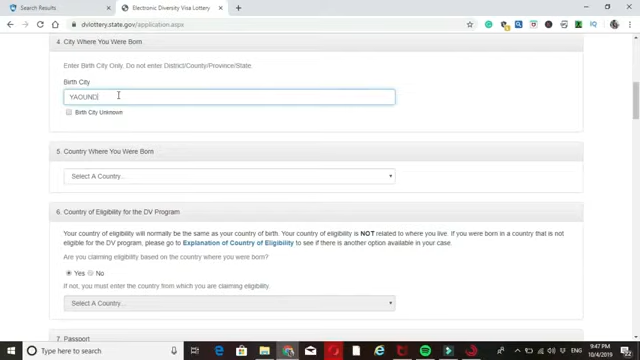 Search Results
Electronic Diversity Visa Lottery
dvlottery.state.gov/application.aspx
4. City Where You Were Born
Enter Birth City Only. Do not enter District/County/Province/State.
Birth City
YAOUND
Birth City Unknown
5. Country Where You Were Born
Select A Country...
6. Country of Eligibility for the DV Program
Your country of eligibility will normally be the same as your country of birth. Your country of eligibility is NOT related to where you live. If you were born in a country that is not
eligible for the DV program, please go to Explanation of Country of Eligibility to see if there is another option available in your case.
Are you claiming eligibility based on the country where you were born?
Yes No
If not, you must enter the country from which you are claiming eligibility.
Select A Country...
7. Passport
Type here to search
ENG
9:47 PM
10/4/2019